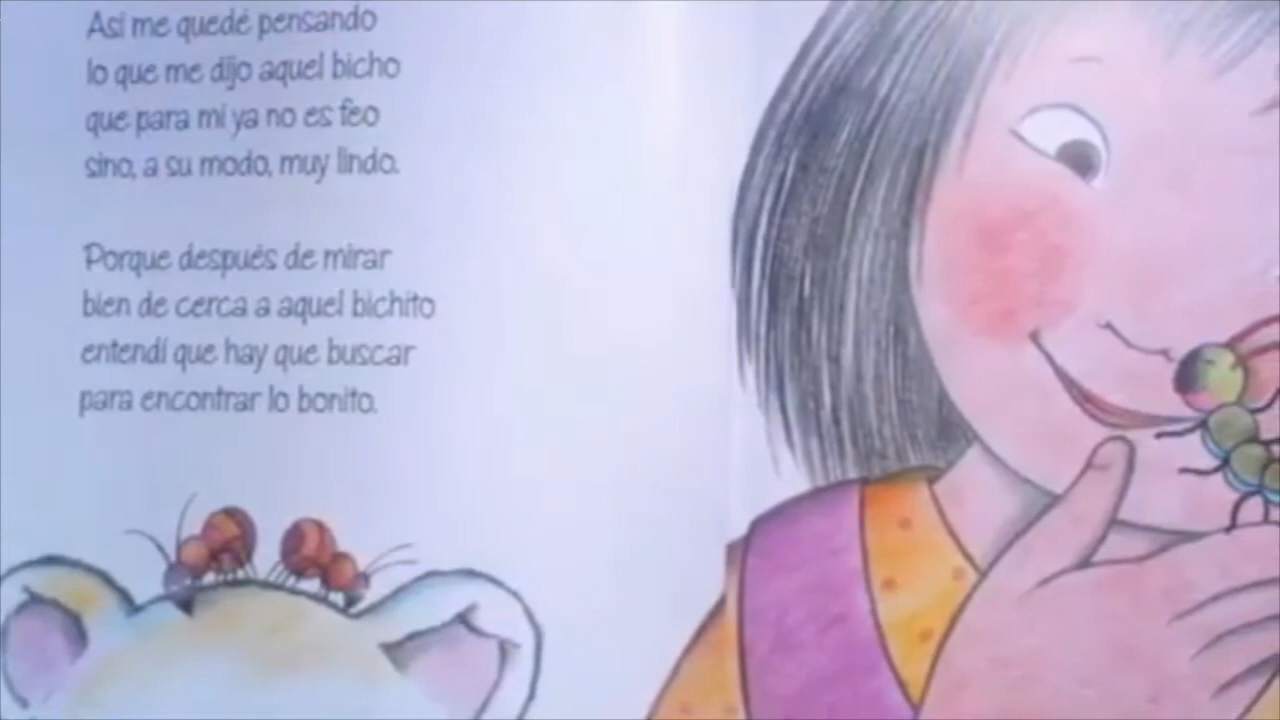 Así me quedé pensando
lo que me dijo aquel bicho
que para mí ya no es feo
sino, a su modo, muy lindo.
Porque después de mirar
bien de cerca a aquel bichito
entendí que hay que buscar
para encontrar lo bonito.